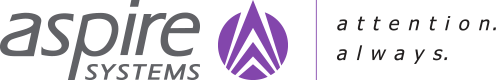 aspire
SYSTEMS
attention.
always.